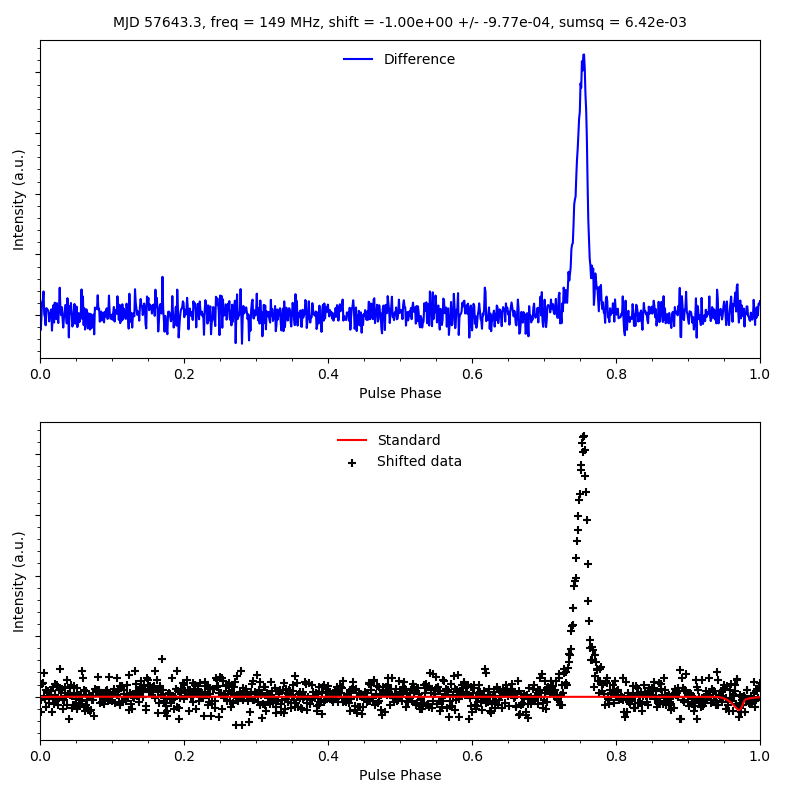 MJD 57643.3, freq = 149 MHz, shift = -1.00e+00 +/- -9.77e-04, sumsq = 6.42e-03
Difference
Intensity (a.u.)
0.0 0.2 0.4 0.6 0.8 1.0
Pulse Phase
Standard
Shifted data
Intensity (a.u.)
0.0 0.2 0.4 0.6 0.8 1.0
Pulse Phase